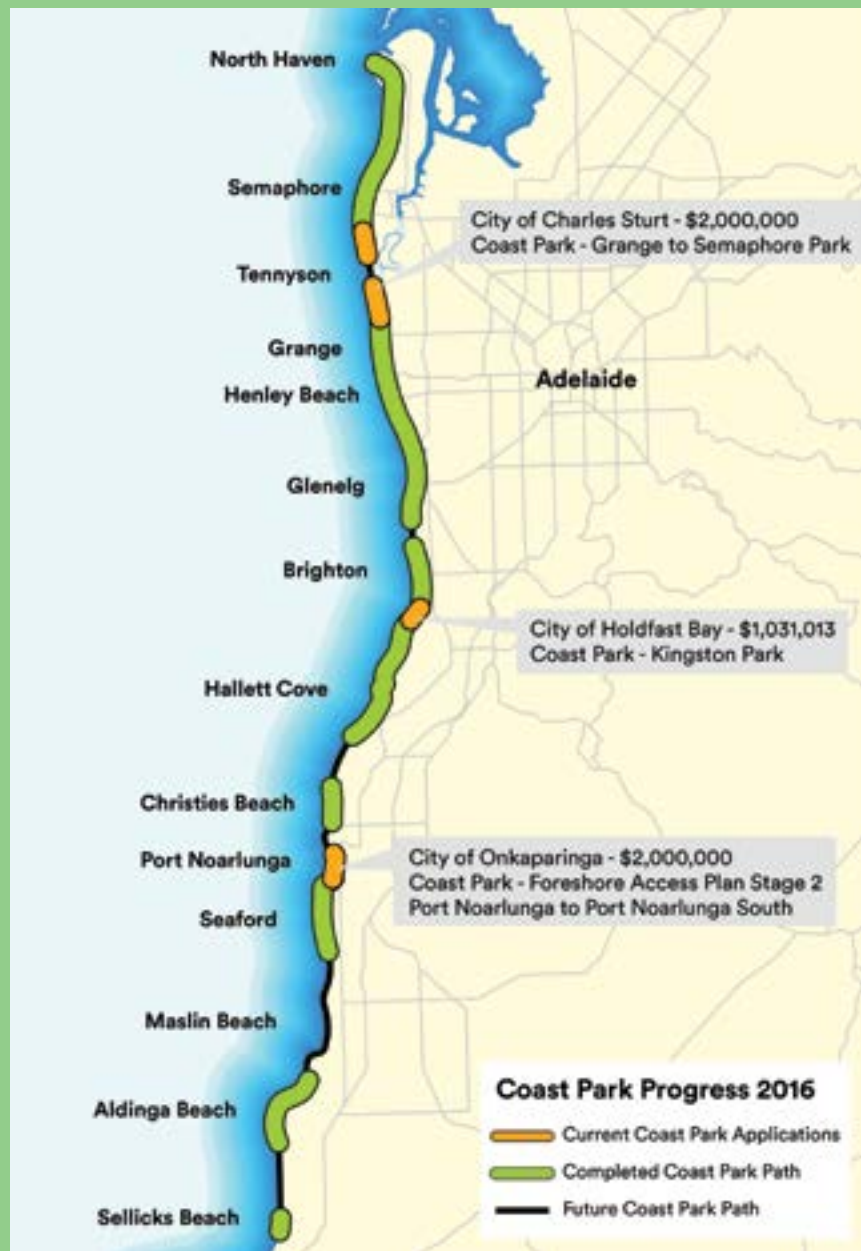 North Haven
Semaphore
City of Charles Sturt - $2,000,000
Coast Park - Grange to Semaphore Park
Tennyson
Grange
Adelaide
Henley Beach
Glenelg
Brighton
City of Holdfast Bay - $1,031,013
Coast Park - Kingston Park
Hallett Cove
Christies Beach
Port Noarlunga
City of Onkaparinga - $2,000,000
Coast Park - Foreshore Access Plan Stage 2
Port Noarlunga to Port Noarlunga South
Seaford
Maslin Beach
Coast Park Progress 2016
Aldinga Beach
Current Coast Park Applications
Completed Coast Park Path
Future Coast Park Path
Sellicks Beach